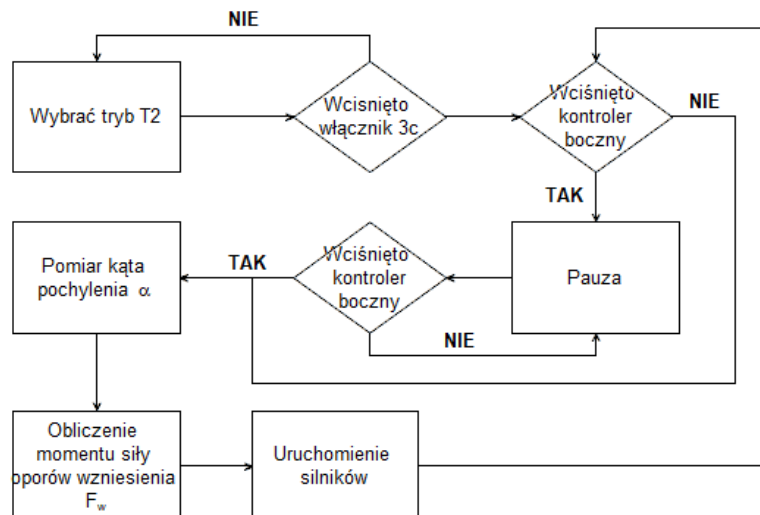 NIE
Wybrać tryb T2
Wcisnięto
włącznik 3c
Wciśnięto
kontroler
boczny
NIE
TAK
Pomiar kąta
pochylenia α
TAK
Wciśnięto
kontroler
boczny
NIE
Pauza
Obliczenie
momentu siły
oporów wzniesienia
Fw
Uruchomienie
silników